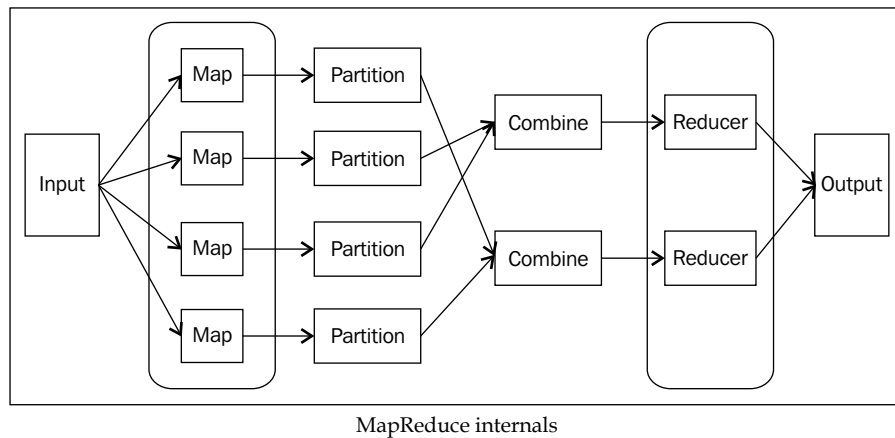 Input
Map
Map
Map
Map
Partition
Partition
Partition
Partition
Combine
Combine
Reducer
Reducer
Output
MapReduce internals